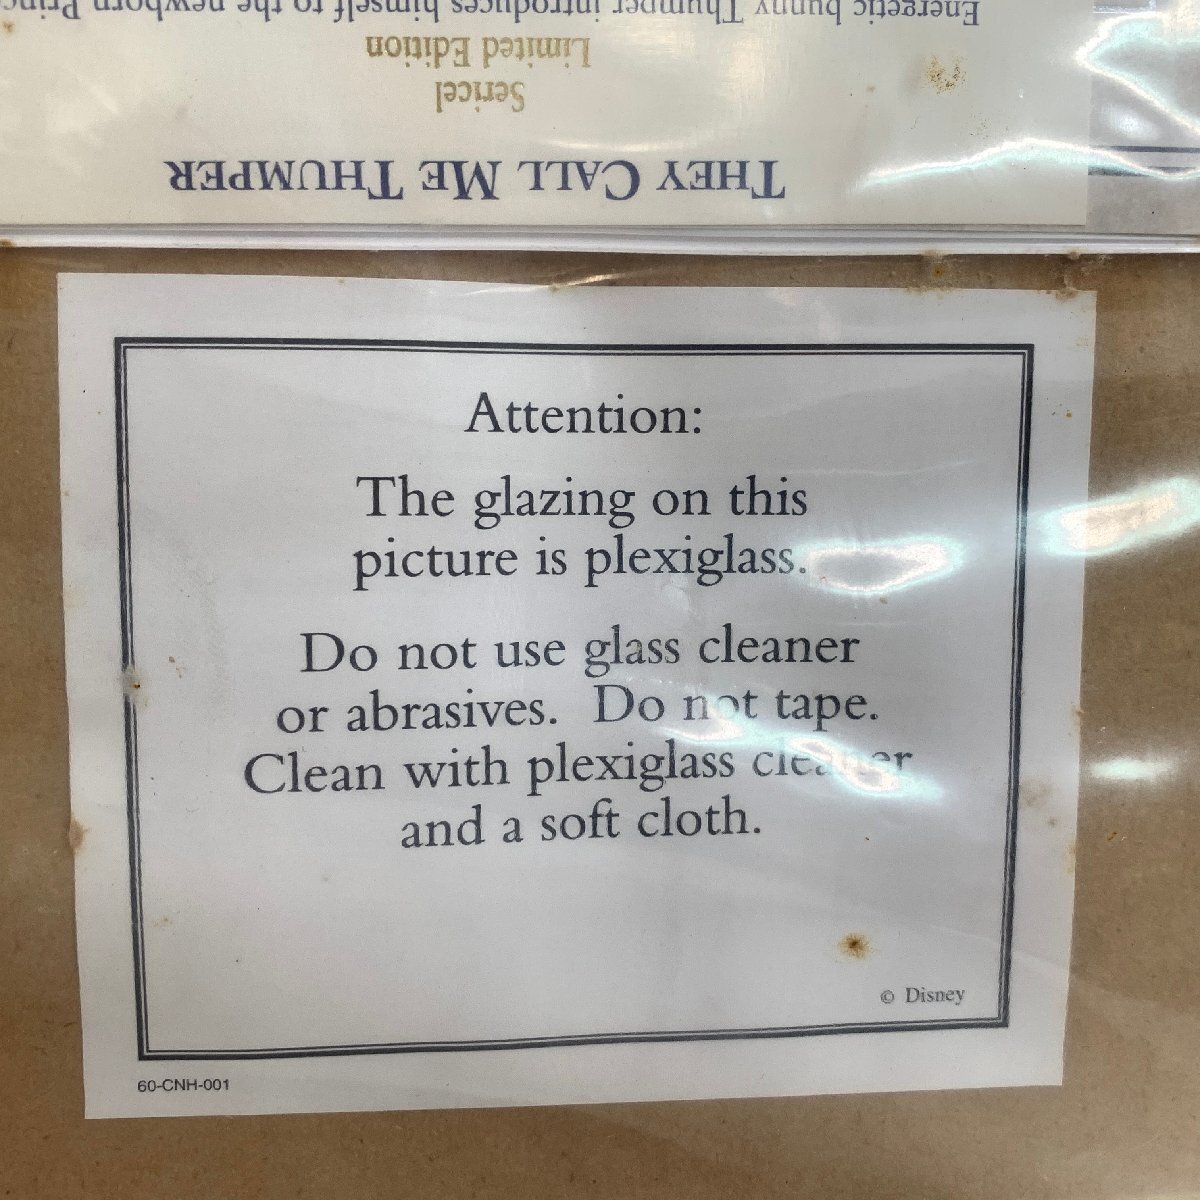 THEY CALL ME THUMPER
Sericel
Limited Edition
Energetic bunny Thumper introduces himself to the newborn
Attention:
The glazing on this
picture is plexiglass.
Do not use glass cleaner
or abrasives. Do not tape.
Clean with plexiglass cleaner
and a soft cloth.
© Disney
60-CNH-001